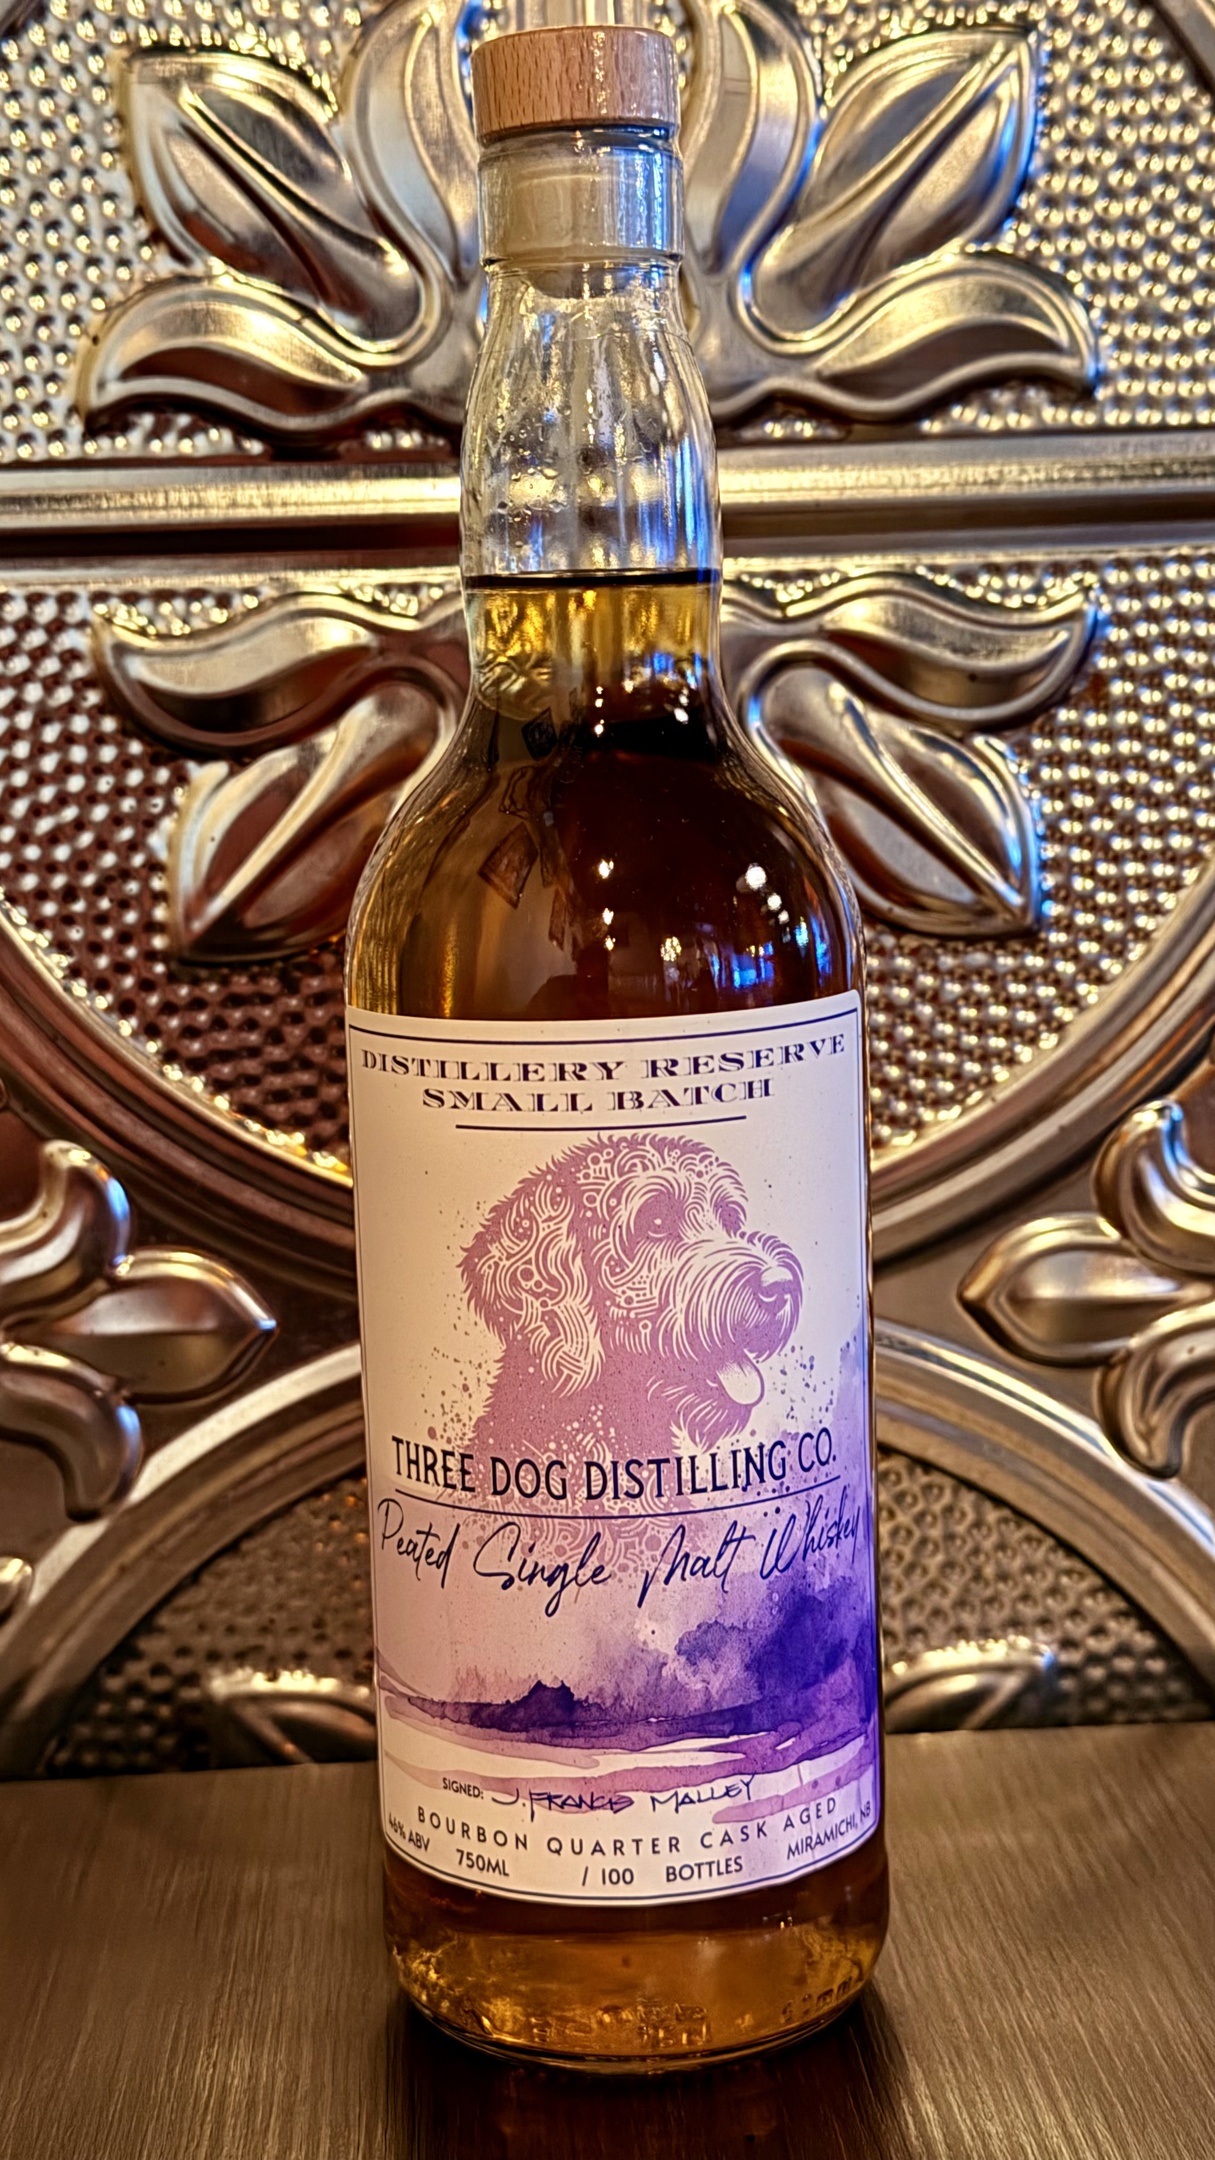 DISTILLERY RESERVE
SMALL BATCH
THREE DOG DISTILLING CO.
Peated Single Malt Whiskey
SIGNED: J. FRANCIS MALLEY
BOURBON QUARTER CASK AGED
46% ABV 750ML / 100 BOTTLES MIRAMICHI, NB